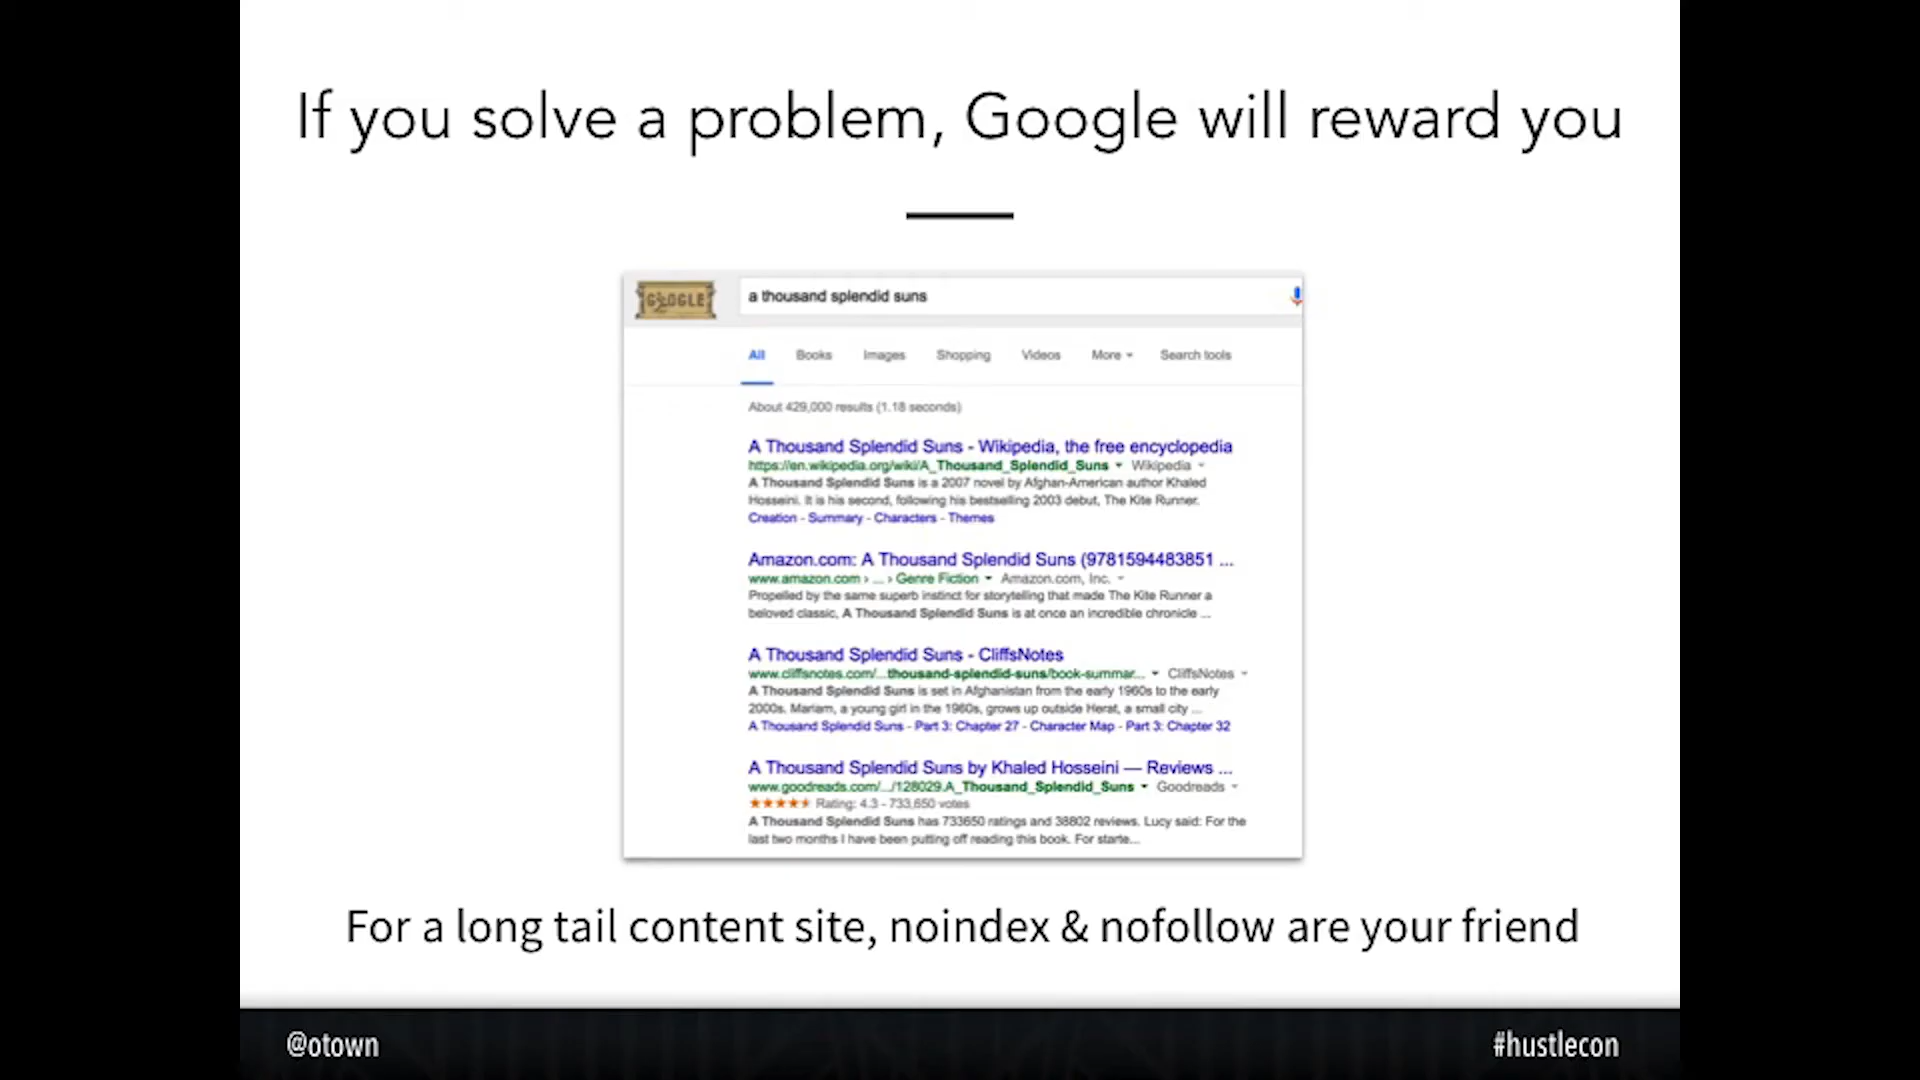 If you solve a problem, Google will reward you
GOOGLE
a thousand splendid suns
All Books Images Shopping Videos More Search tools
About 429,000 results (1.18 seconds)
A Thousand Splendid Suns - Wikipedia, the free encyclopedia
https://en.wikipedia.org/wiki/A_Thousand_Splendid_Suns Wikipedia
A Thousand Splendid Suns is a 2007 novel by Afghan-American author Khaled
Hosseini. It is his second, following his bestselling 2003 debut, The Kite Runner.
Creation - Summary - Characters - Themes
Amazon.com: A Thousand Splendid Suns (9781594483851 ...
www.amazon.com › ... › Genre Fiction Amazon.com, Inc.
Propelled by the same superb instinct for storytelling that made The Kite Runner a
beloved classic, A Thousand Splendid Suns is at once an incredible chronicle ...
A Thousand Splendid Suns - CliffsNotes
www.cliffsnotes.com/...thousand-splendid-suns/book-summar... CliffsNotes
A Thousand Splendid Suns is set in Afghanistan from the early 1960s to the early
2000s. Mariam, a young girl in the 1960s, grows up outside Herat, a small city ...
A Thousand Splendid Suns - Part 3: Chapter 27 - Character Map - Part 3: Chapter 32
A Thousand Splendid Suns by Khaled Hosseini — Reviews ...
www.goodreads.com/.../128029.A_Thousand_Splendid_Suns Goodreads
Rating: 4.3 - 733,650 votes
A Thousand Splendid Suns has 733650 ratings and 38802 reviews. Lucy said: For the
last two months I have been putting off reading this book. For starte...
For a long tail content site, noindex & nofollow are your friend
@otown #hustlecon